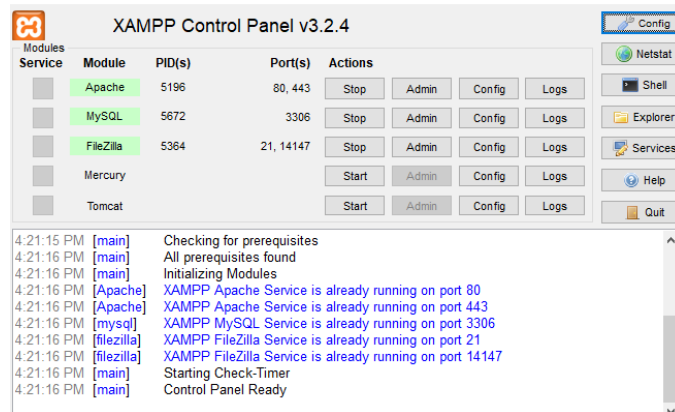 XAMPP Control Panel v3.2.4
Config
Modules
Service Module PID(s) Port(s) Actions
Netstat
Apache 5196 80, 443 Stop Admin Config Logs
Shell
MySQL 5672 3306 Stop Admin Config Logs
Explorer
FileZilla 5364 21, 14147 Stop Admin Config Logs
Services
Mercury Start Admin Config Logs
Help
Tomcat Start Admin Config Logs
Quit
4:21:15 PM [main] Checking for prerequisites
4:21:16 PM [main] All prerequisites found
4:21:16 PM [main] Initializing Modules
4:21:16 PM [Apache] XAMPP Apache Service is already running on port 80
4:21:16 PM [Apache] XAMPP Apache Service is already running on port 443
4:21:16 PM [mysql] XAMPP MySQL Service is already running on port 3306
4:21:16 PM [filezilla] XAMPP FileZilla Service is already running on port 21
4:21:16 PM [filezilla] XAMPP FileZilla Service is already running on port 14147
4:21:16 PM [main] Starting Check-Timer
4:21:16 PM [main] Control Panel Ready